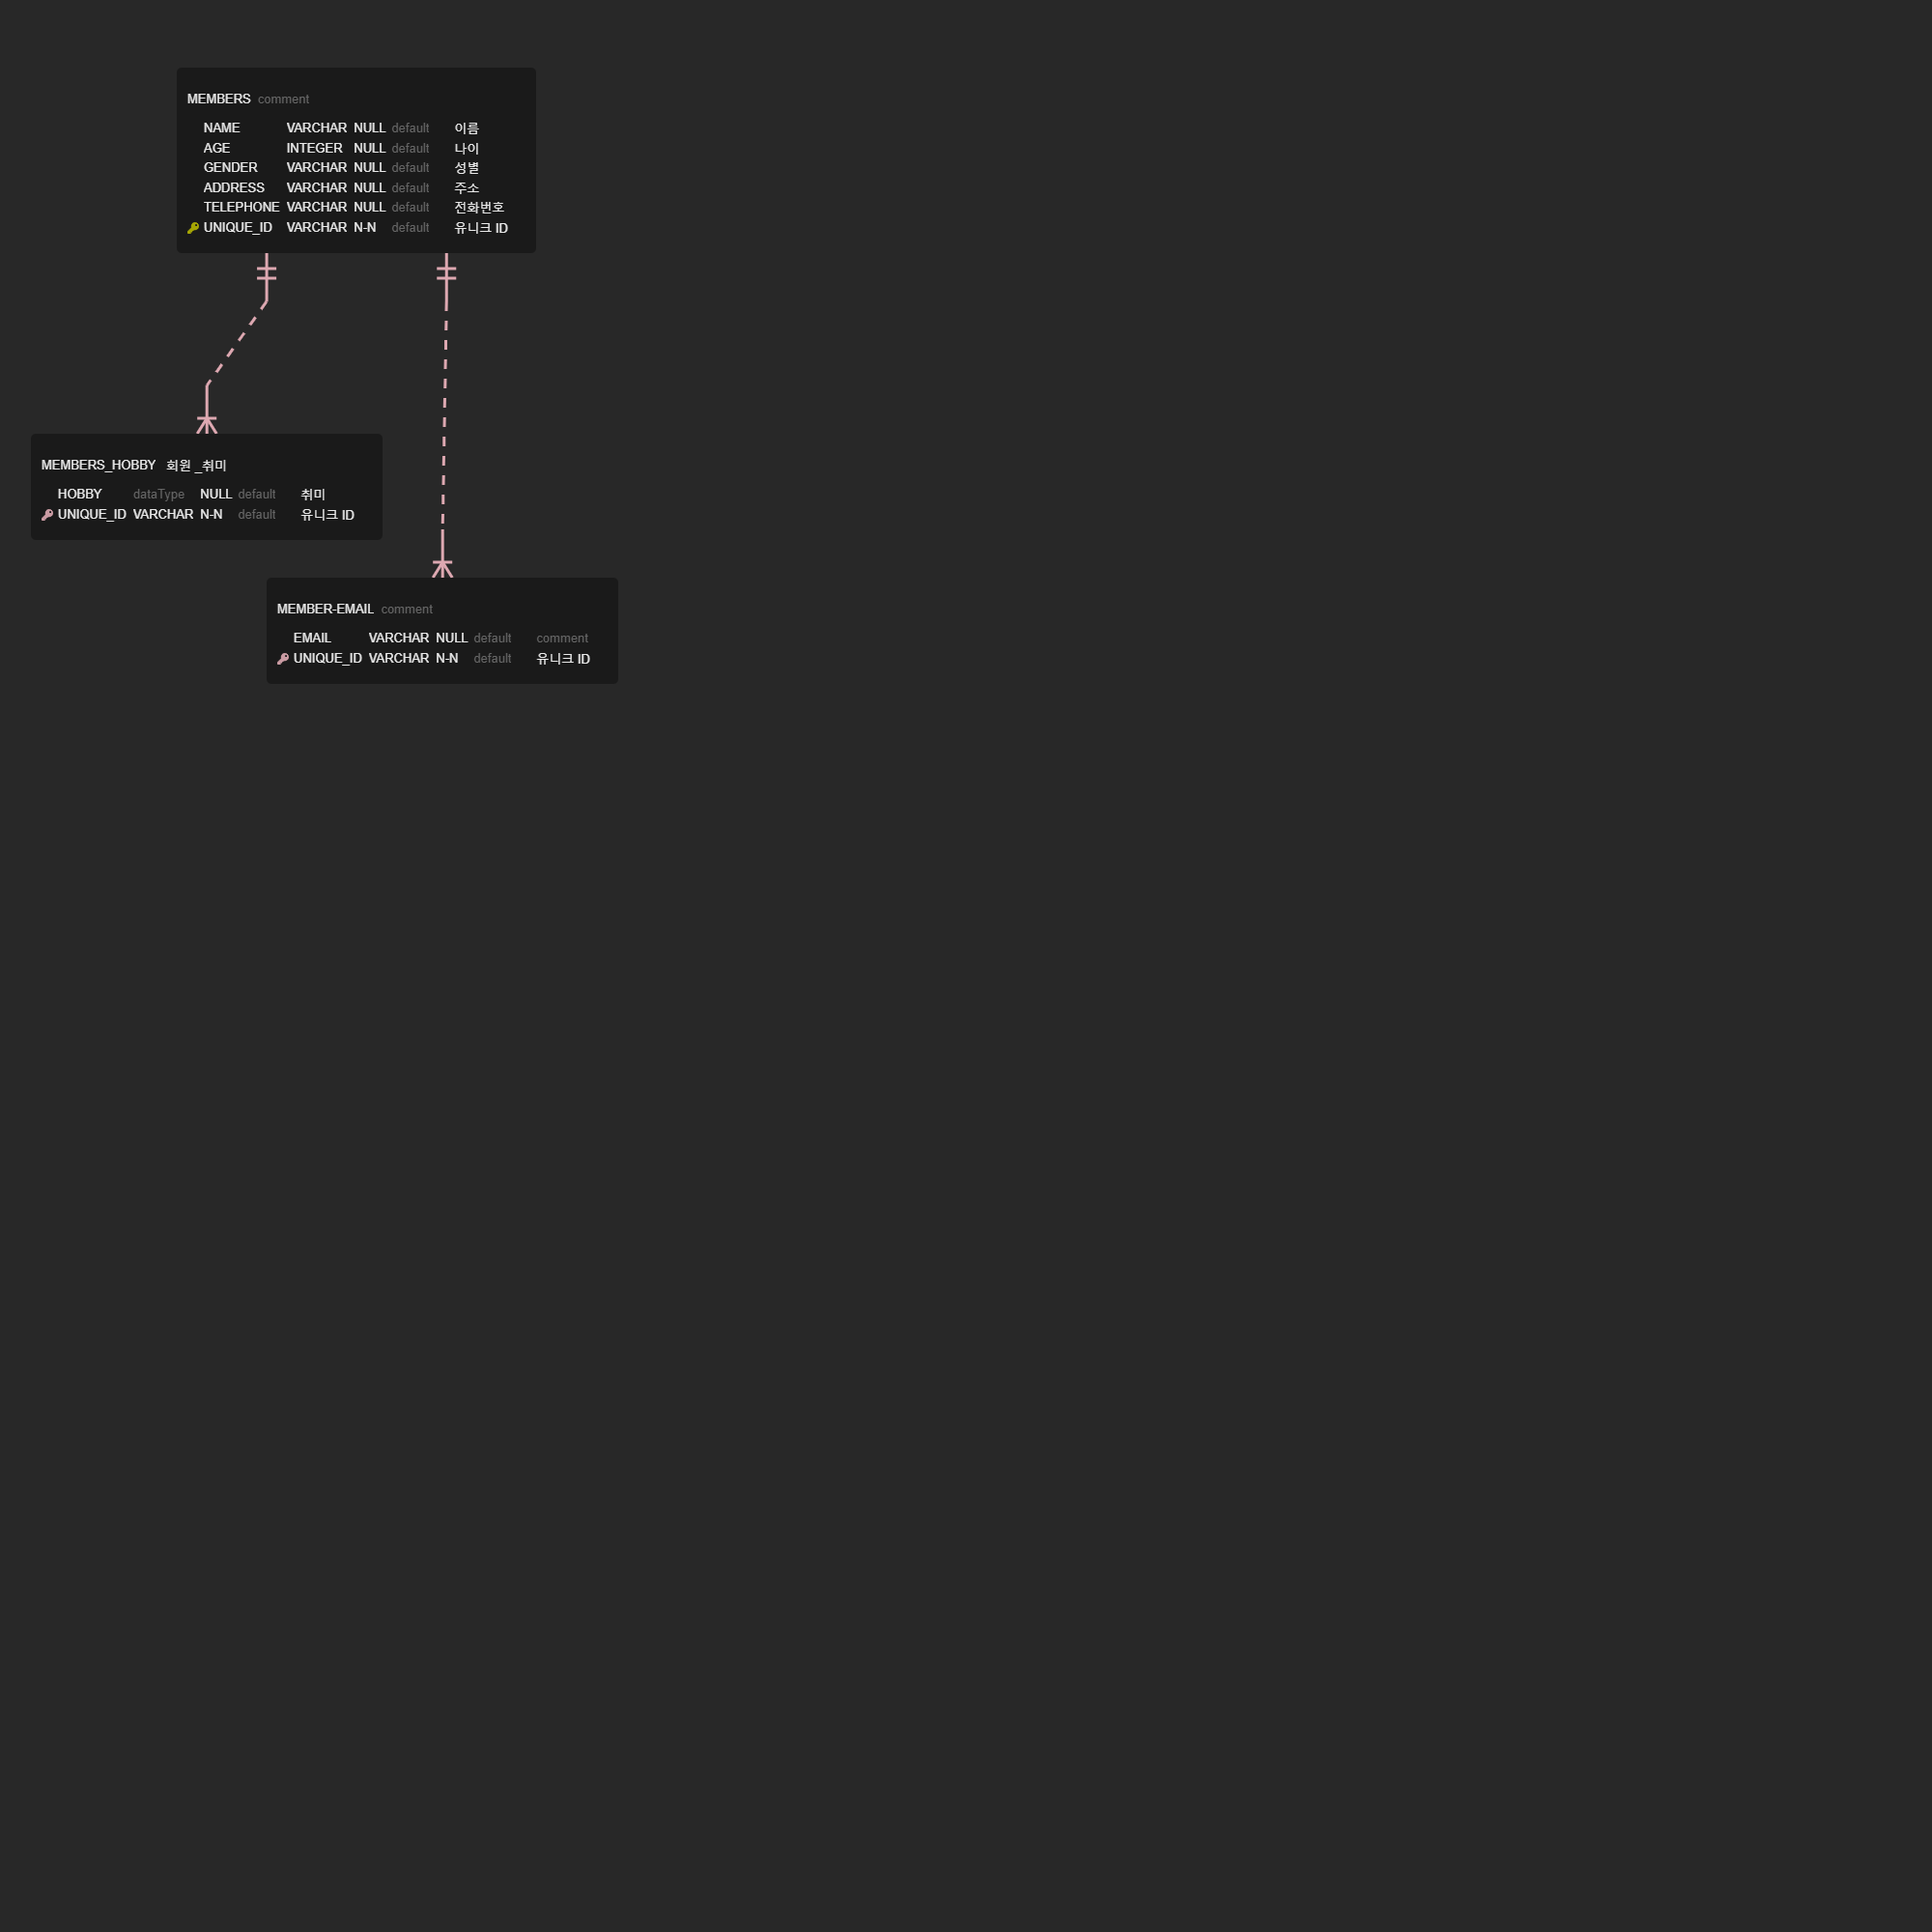 MEMBERS comment
NAME VARCHAR NULL default 이름
AGE INTEGER NULL default 나이
GENDER VARCHAR NULL default 성별
ADDRESS VARCHAR NULL default 주소
TELEPHONE VARCHAR NULL default 전화번호
UNIQUE_ID VARCHAR N-N default 유니크 ID
MEMBERS_HOBBY 회원 _취미
HOBBY dataType NULL default 취미
UNIQUE_ID VARCHAR N-N default 유니크 ID
MEMBER-EMAIL comment
EMAIL VARCHAR NULL default comment
UNIQUE_ID VARCHAR N-N default 유니크 ID